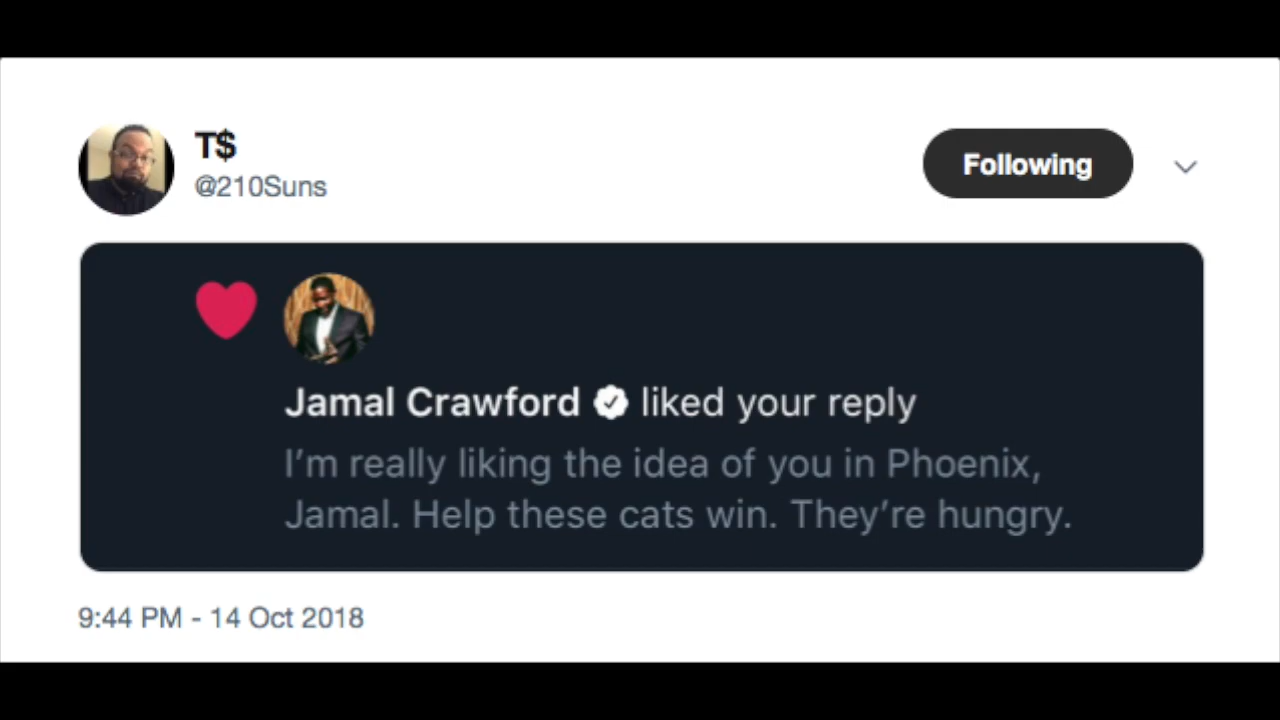 T$
@210Suns
Following
Jamal Crawford liked your reply
I'm really liking the idea of you in Phoenix,
Jamal. Help these cats win. They're hungry.
9:44 PM - 14 Oct 2018